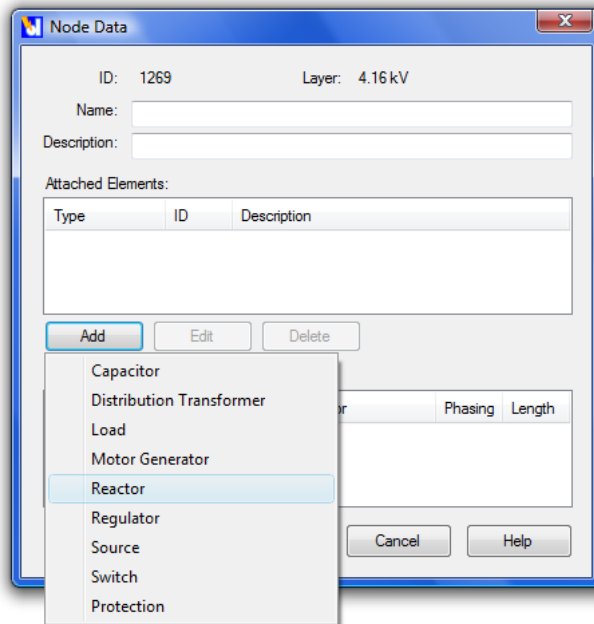 Node Data
ID: 1269 Layer: 4.16 kV
Name:
Description:
Attached Elements:
Type ID Description
Add Edit Delete
Capacitor
Distribution Transformer
Load
Motor Generator
Reactor
Regulator
Source
Switch
Protection
Phasing Length
Cancel Help